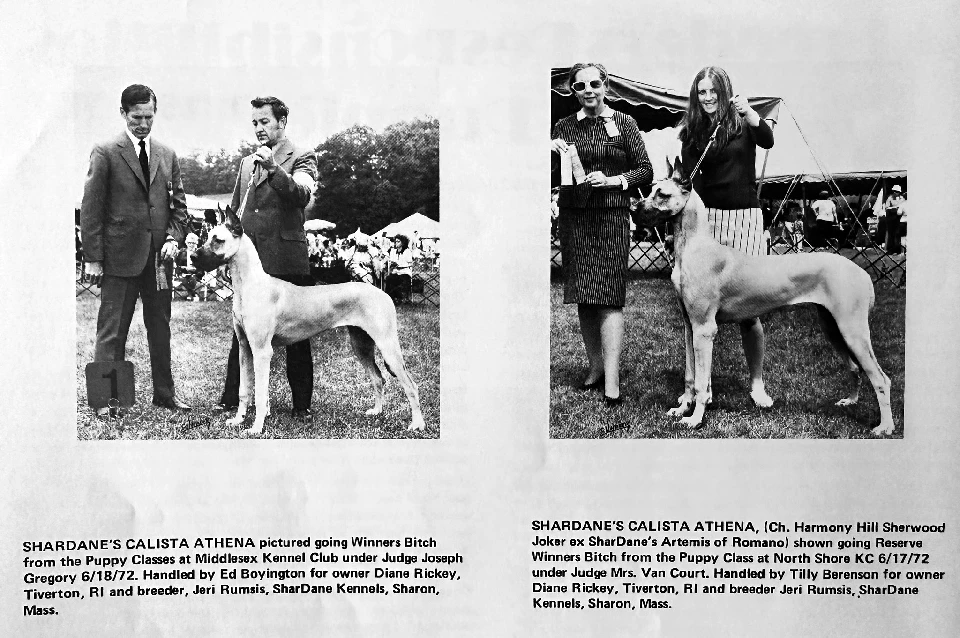 1
SHARDANE'S CALISTA ATHENA pictured going Winners Bitch
from the Puppy Classes at Middlesex Kennel Club under Judge Joseph
Gregory 6/18/72. Handled by Ed Boyington for owner Diane Rickey,
Tiverton, RI and breeder, Jeri Rumsis, SharDane Kennels, Sharon,
Mass.
SHARDANE'S CALISTA ATHENA, (Ch. Harmony Hill Sherwood
Joker ex SharDane's Artemis of Romano) shown going Reserve
Winners Bitch from the Puppy Class at North Shore KC 6/17/72
under Judge Mrs. Van Court. Handled by Tilly Berenson for owner
Diane Rickey, Tiverton, RI and breeder Jeri Rumsis, SharDane
Kennels, Sharon, Mass.